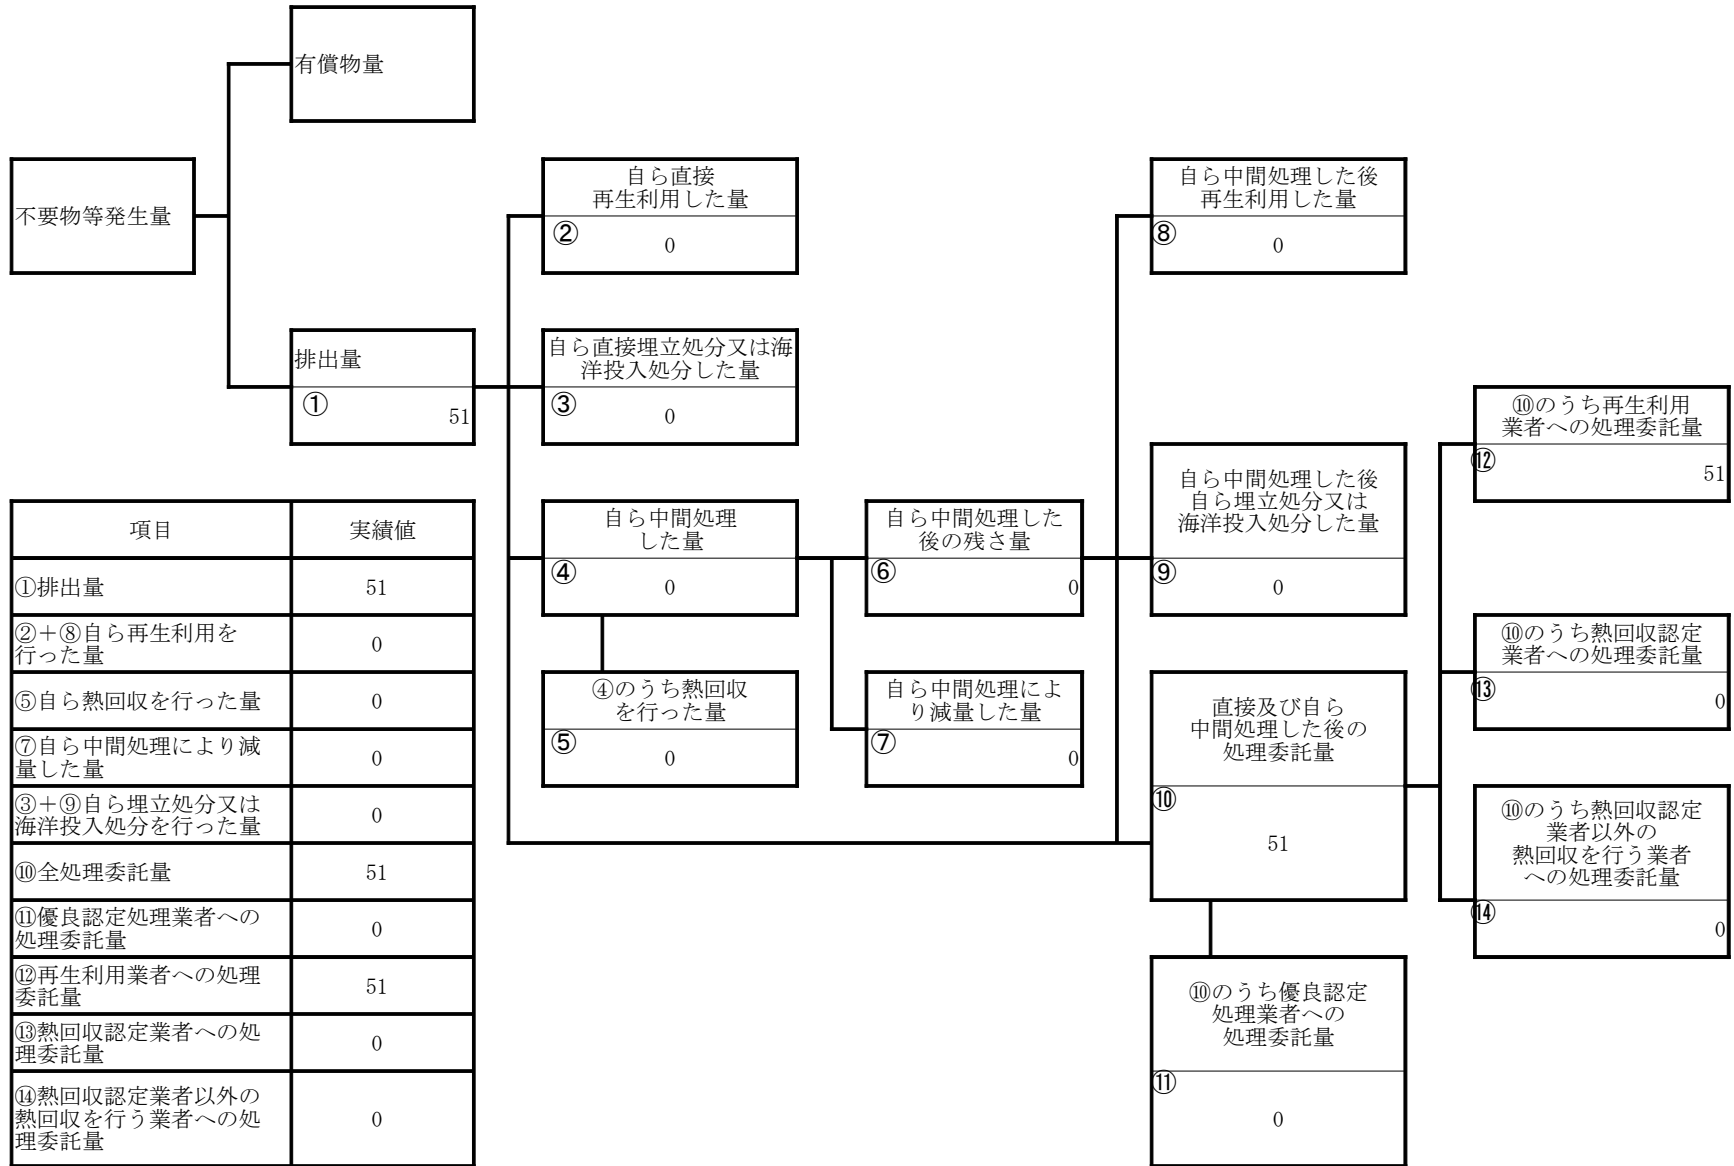 有償物量
不要物等発生量
自ら直接
再生利用した量
②
0
自ら中間処理した後
再生利用した量
⑧
0
排出量
①
51
自ら直接埋立処分又は海
洋投入処分した量
③
0
⑩のうち再生利用
業者への処理委託量
⑫
51
自ら中間処理
した量
④
0
自ら中間処理した
後の残さ量
⑥
0
自ら中間処理した後
自ら埋立処分又は
海洋投入処分した量
⑨
0
⑩のうち熱回収認定
業者への処理委託量
⑬
0
④のうち熱回収
を行った量
⑤
0
自ら中間処理によ
り減量した量
⑦
0
直接及び自ら
中間処理した後の
処理委託量
⑩
51
⑩のうち熱回収認定
業者以外の
熱回収を行う業者
への処理委託量
⑭
0
⑩のうち優良認定
処理業者への
処理委託量
⑪
0
項目 実績値
①排出量 51
②＋⑧自ら再生利用を
行った量 0
⑤自ら熱回収を行った量 0
⑦自ら中間処理により減
量した量 0
③＋⑨自ら埋立処分又は
海洋投入処分を行った量 0
⑩全処理委託量 51
⑪優良認定処理業者への
処理委託量 0
⑫再生利用業者への処理
委託量 51
⑬熱回収認定業者への処
理委託量 0
⑭熱回収認定業者以外の
熱回収を行う業者への処 0
理委託量